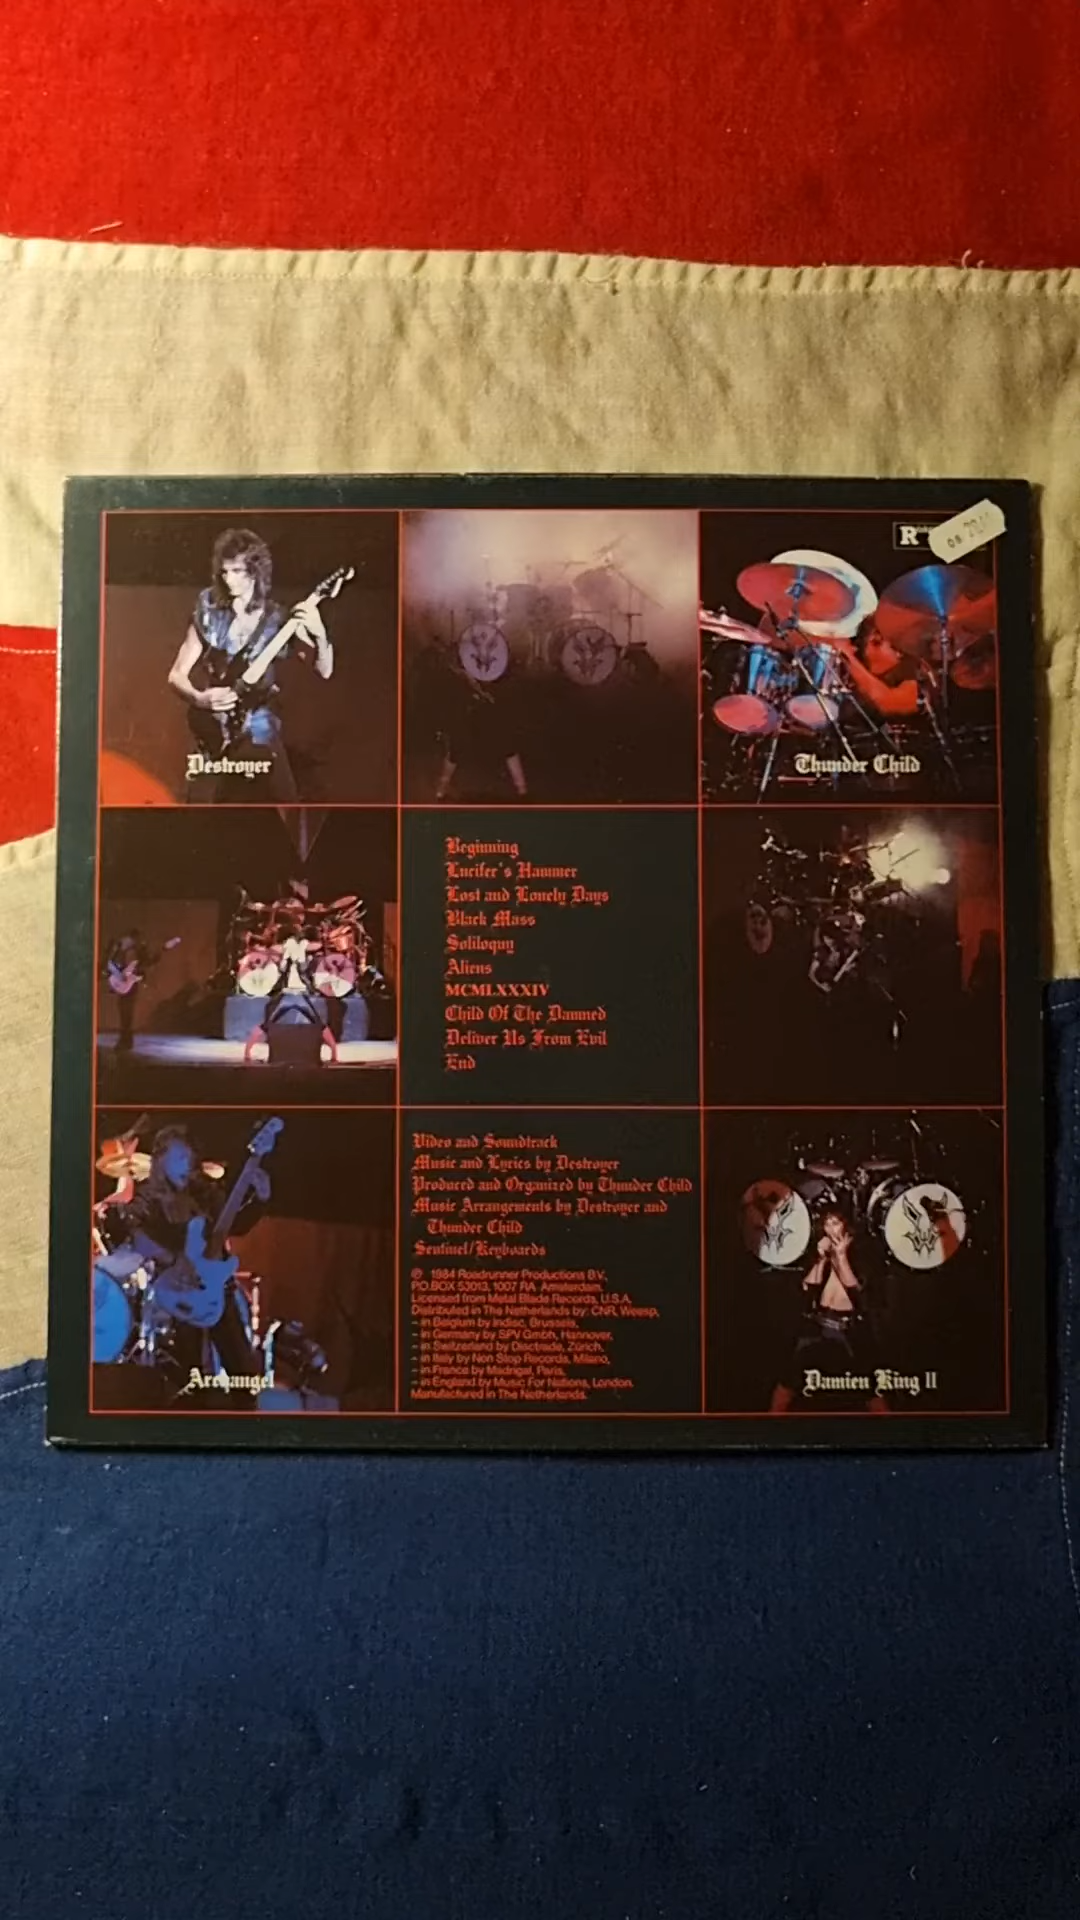 R
Destroyer
Thunder Child
Beginning
Lucifer's Hammer
Lost and Lonely Days
Black Mass
Soliloquy
Aliens
MCMLXXXIV
Child Of The Damned
Deliver Us From Evil
End
Video and Soundtrack
Music and Lyrics by Destroyer
Produced and Organized by Thunder Child
Music Arrangements by Destroyer and
Thunder Child
Sentinel/Keyboards
℗ 1984 Roadrunner Productions B.V.,
P.O.BOX 53013, 1007 RA Amsterdam.
Licensed from Metal Blade Records, U.S.A.
Distributed in The Netherlands by: CNR, Weesp,
– in Belgium by Indisc, Brussels,
– in Germany by SPV Gmbh, Hannover,
– in Switzerland by Disctrade, Zürich,
– in Italy by Non Stop Records, Milano,
– in France by Madrigal, Paris,
– in England by Music For Nations, London.
Manufactured in The Netherlands.
Archangel
Damien King II